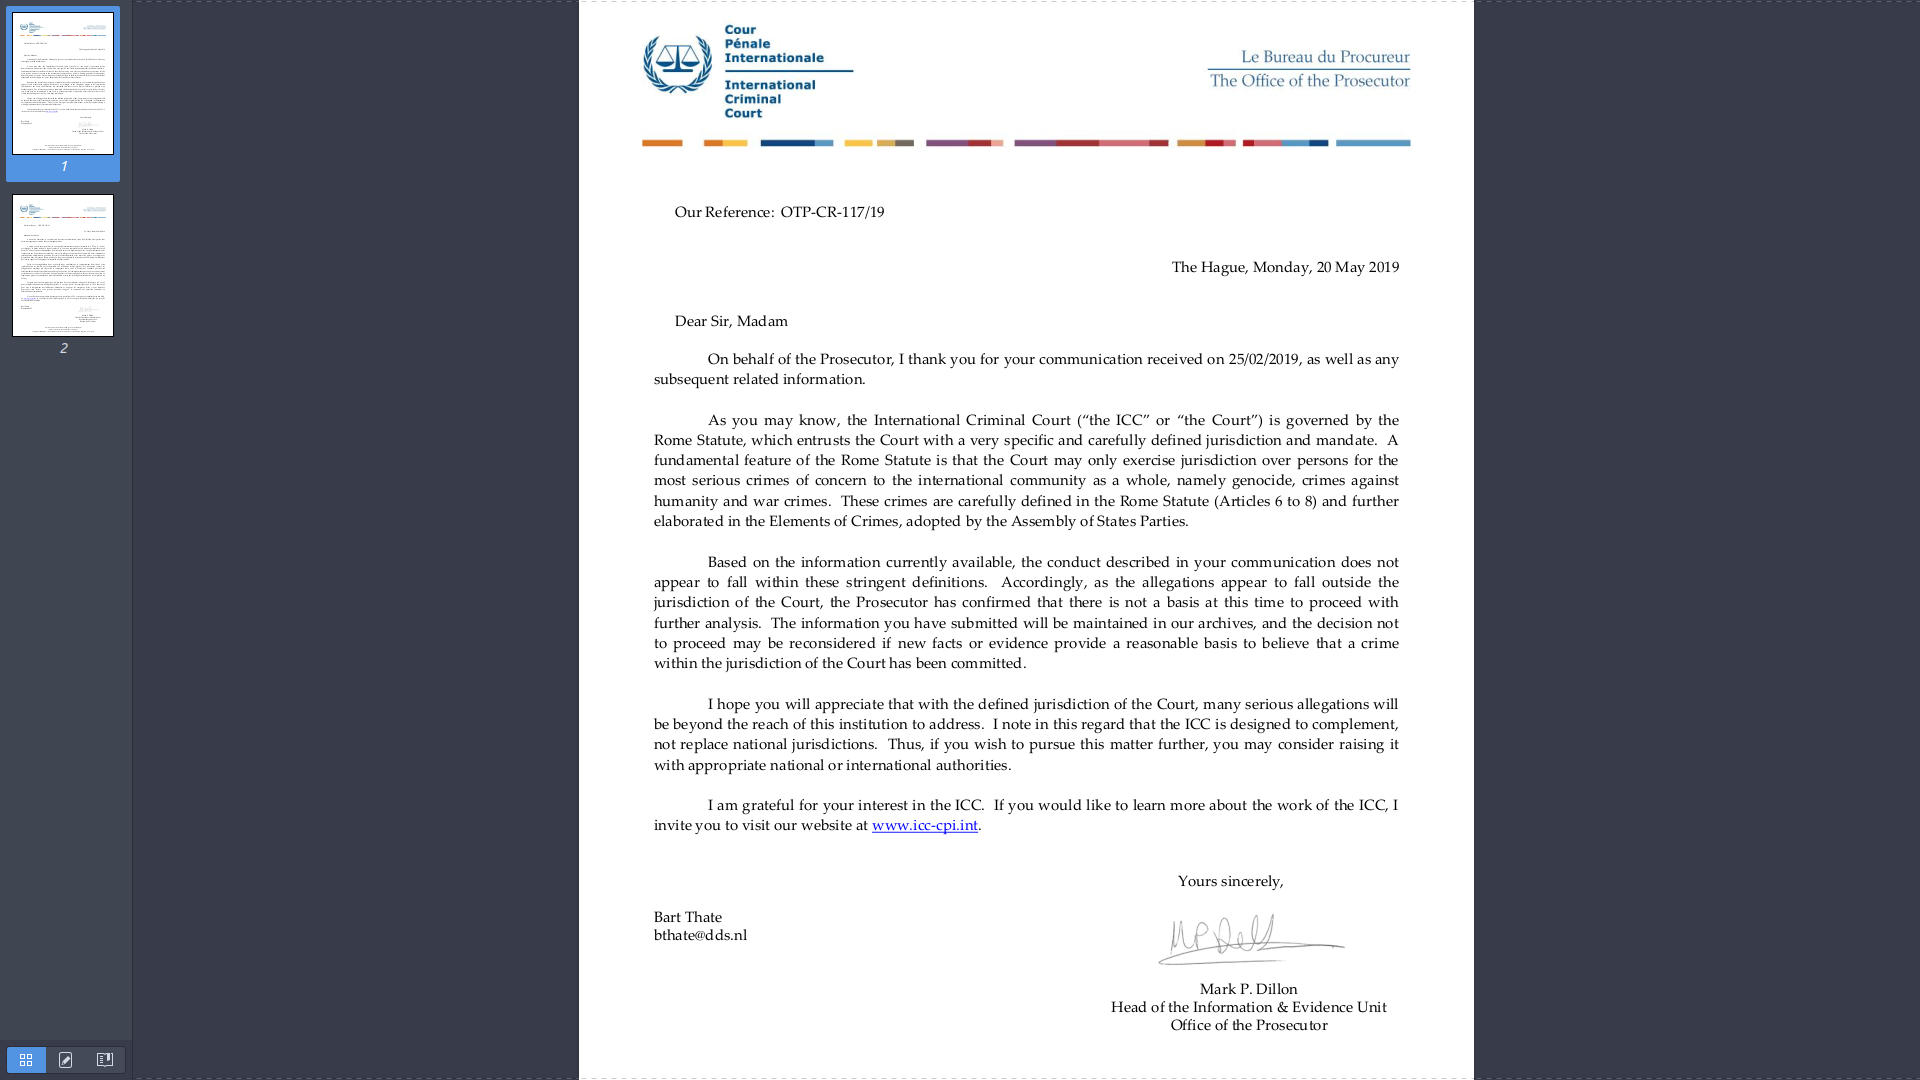 Cour
Pénale
Internationale
International
Criminal
Court
Le Bureau du Procureur
The Office of the Prosecutor
Our Reference: OTP-CR-117/19
The Hague, Monday, 20 May 2019
Dear Sir, Madam
On behalf of the Prosecutor, I thank you for your communication received on 25/02/2019, as well as any
subsequent related information.
As you may know, the International Criminal Court (“the ICC” or “the Court”) is governed by the
Rome Statute, which entrusts the Court with a very specific and carefully defined jurisdiction and mandate. A
fundamental feature of the Rome Statute is that the Court may only exercise jurisdiction over persons for the
most serious crimes of concern to the international community as a whole, namely genocide, crimes against
humanity and war crimes. These crimes are carefully defined in the Rome Statute (Articles 6 to 8) and further
elaborated in the Elements of Crimes, adopted by the Assembly of States Parties.
Based on the information currently available, the conduct described in your communication does not
appear to fall within these stringent definitions. Accordingly, as the allegations appear to fall outside the
jurisdiction of the Court, the Prosecutor has confirmed that there is not a basis at this time to proceed with
further analysis. The information you have submitted will be maintained in our archives, and the decision not
to proceed may be reconsidered if new facts or evidence provide a reasonable basis to believe that a crime
within the jurisdiction of the Court has been committed.
I hope you will appreciate that with the defined jurisdiction of the Court, many serious allegations will
be beyond the reach of this institution to address. I note in this regard that the ICC is designed to complement,
not replace national jurisdictions. Thus, if you wish to pursue this matter further, you may consider raising it
with appropriate national or international authorities.
I am grateful for your interest in the ICC. If you would like to learn more about the work of the ICC, I
invite you to visit our website at www.icc-cpi.int.
Yours sincerely,
Bart Thate
bthate@dds.nl
Mark P. Dillon
Head of the Information & Evidence Unit
Office of the Prosecutor
1
2